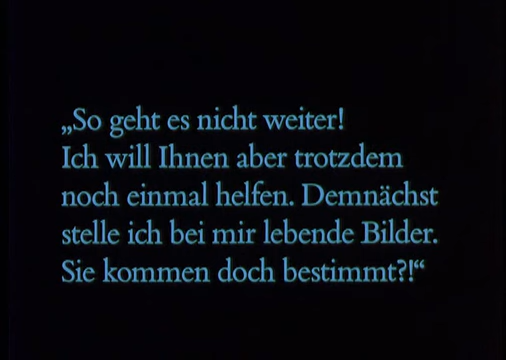 „So geht es nicht weiter!
Ich will Ihnen aber trotzdem
noch einmal helfen. Demnächst
stelle ich bei mir lebende Bilder.
Sie kommen doch bestimmt?!“